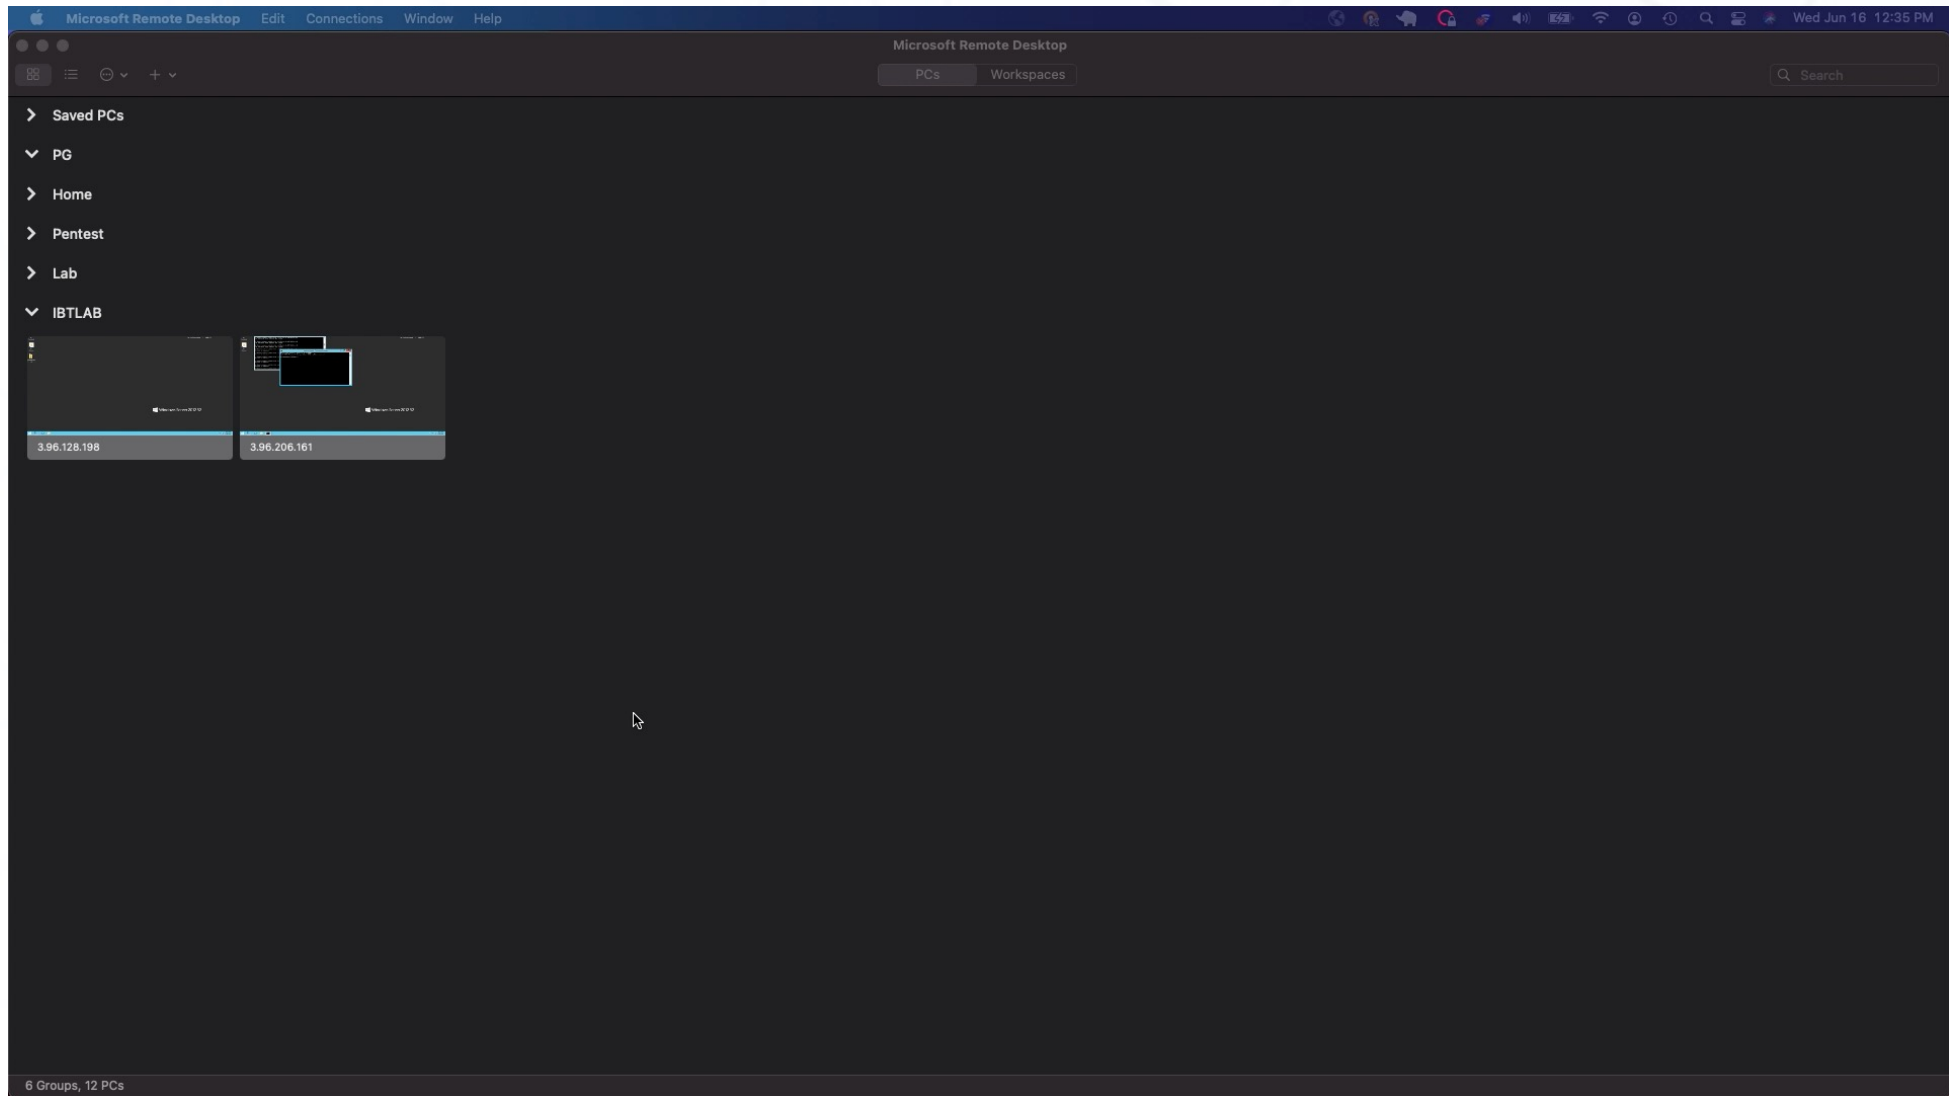 Microsoft Remote Desktop Edit Connections Window Help Wed Jun 16 12:35 PM
Microsoft Remote Desktop
PCs Workspaces Search
Saved PCs
PG
Home
Pentest
Lab
IBTLAB
3.96.128.198 3.96.206.161
6 Groups, 12 PCs